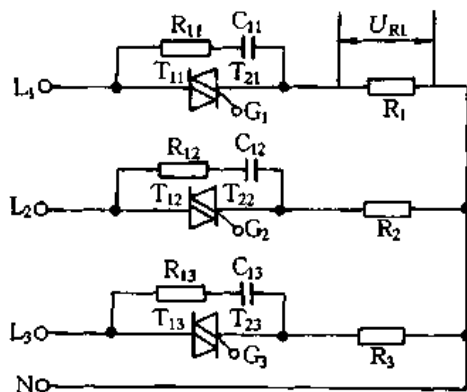 R11 C11 U_R1
L1 T11 T21 G1 R1
R12 C12
L2 T12 T22 G2 R2
R13 C13
L3 T13 T23 G3 R3
N